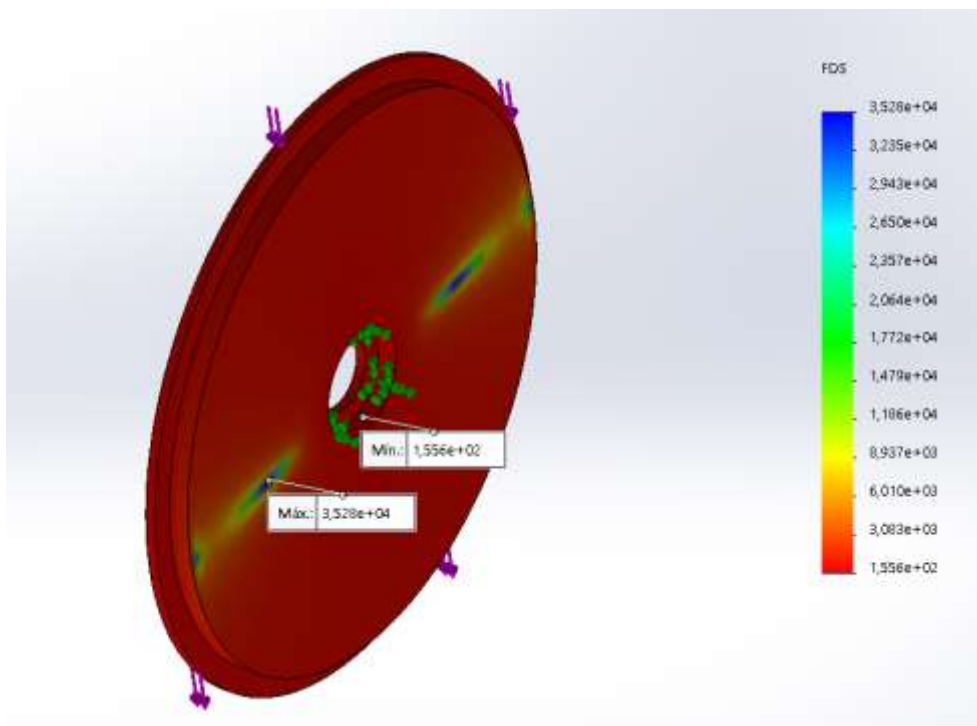 FDS
3,528e+04
3,235e+04
2,943e+04
2,650e+04
2,357e+04
2,064e+04
1,772e+04
1,479e+04
1,186e+04
8,937e+03
6,010e+03
3,083e+03
1,556e+02
Mín.: 1,556e+02
Máx.: 3,528e+04